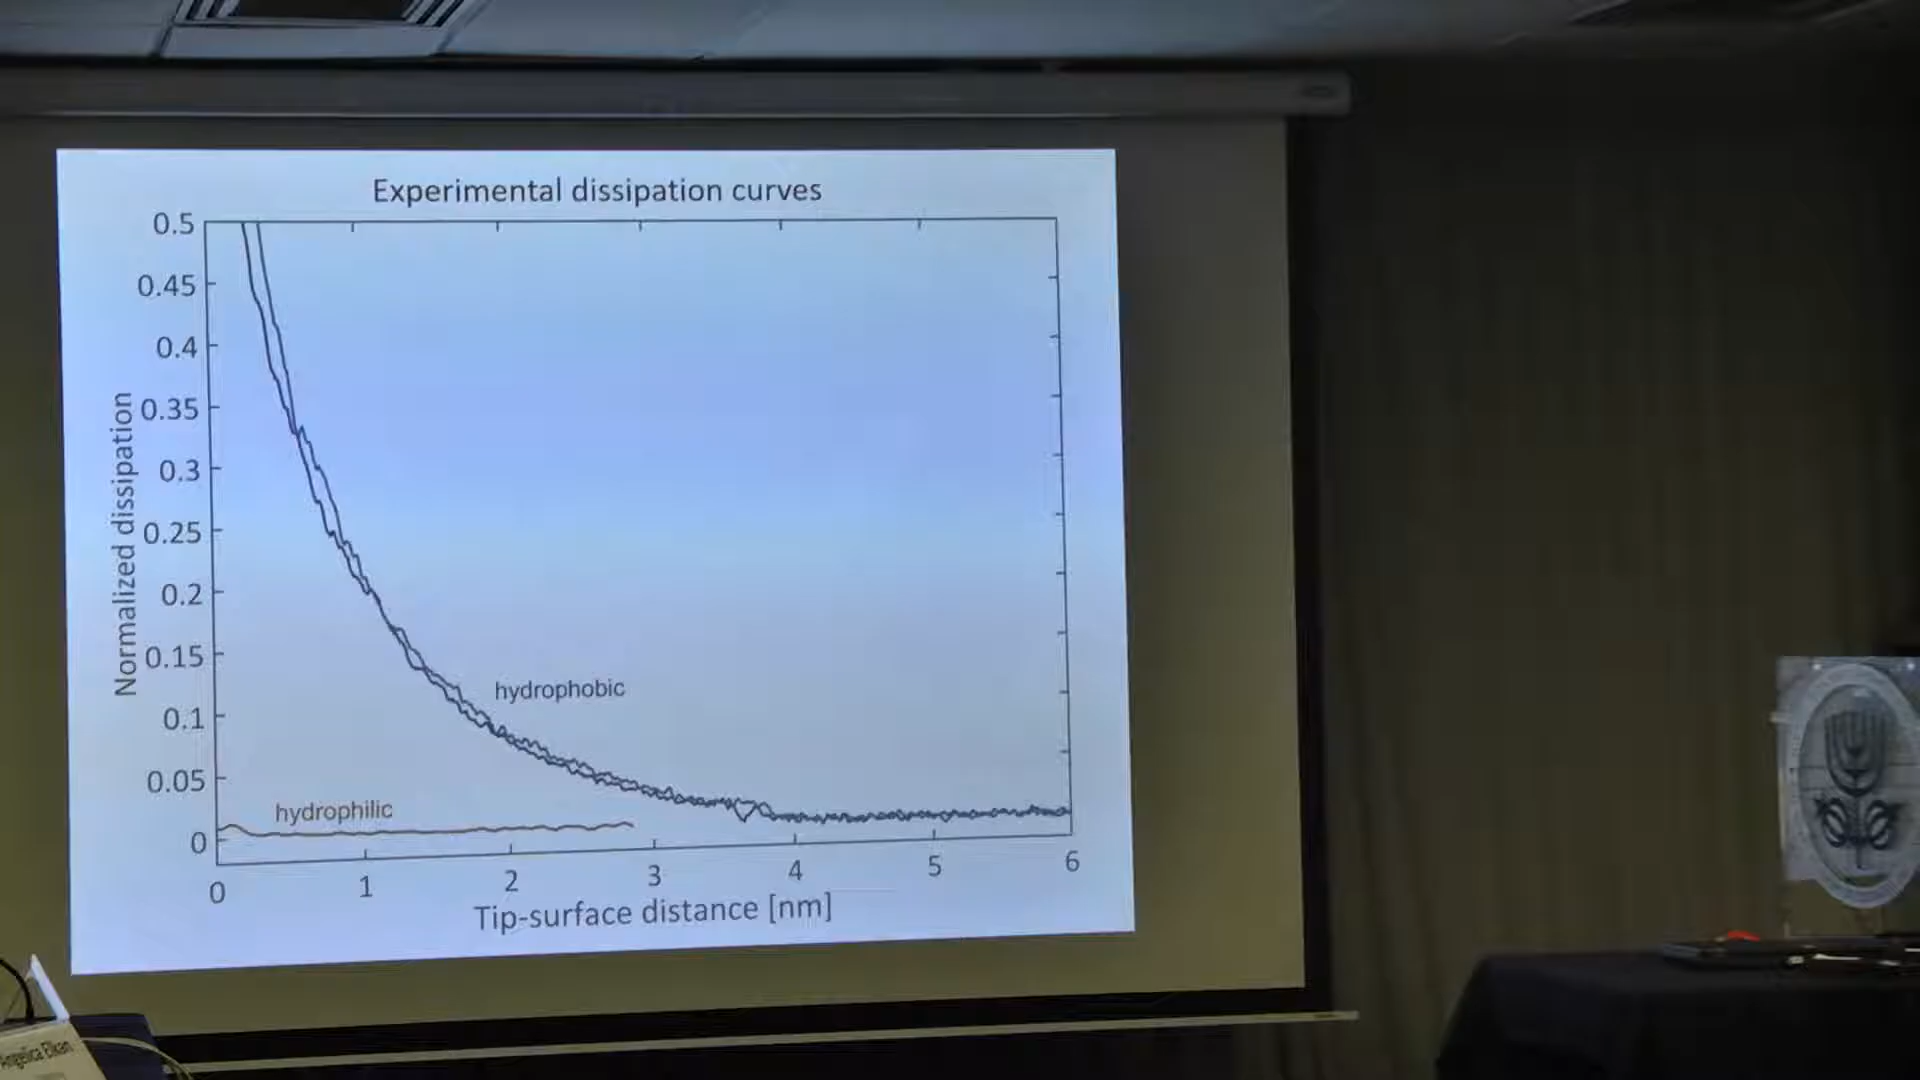 Experimental dissipation curves
0.5
0.45
0.4
0.35
0.3
0.25
0.2
0.15
0.1
0.05
0
Normalized dissipation
hydrophobic
hydrophilic
0 1 2 3 4 5 6
Tip-surface distance [nm]
Angelica Elkan